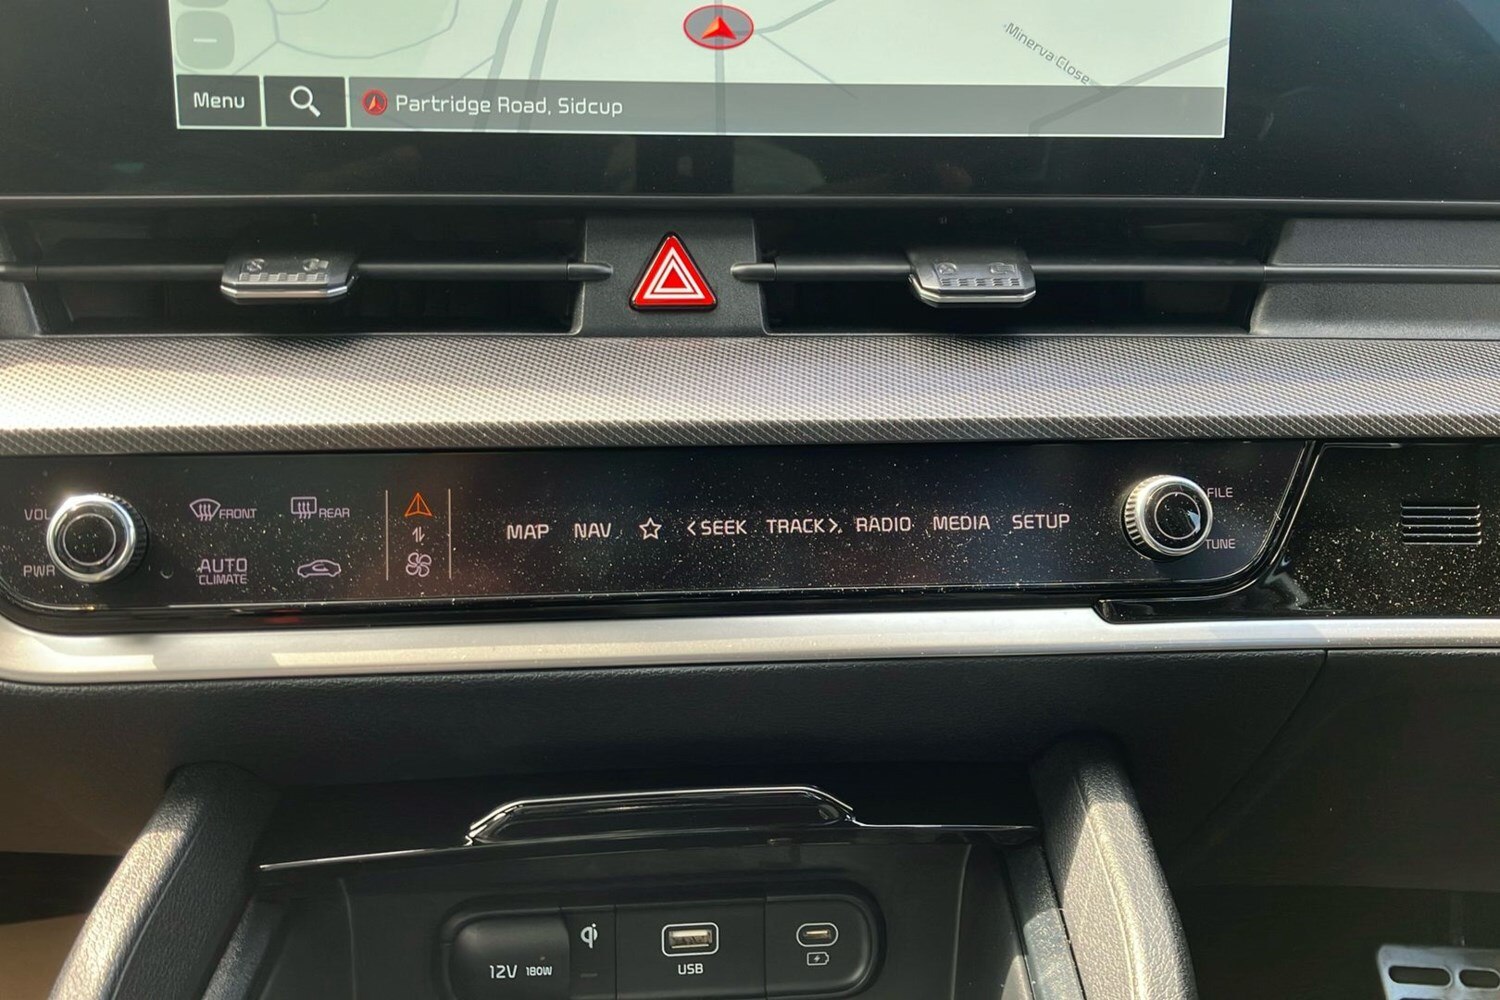 Minerva Close
Menu
Partridge Road, Sidcup
VOL
FRONT
REAR
PWR
AUTO
CLIMATE
MAP NAV < SEEK TRACK > RADIO MEDIA SETUP
FILE
TUNE
12V 180W
USB